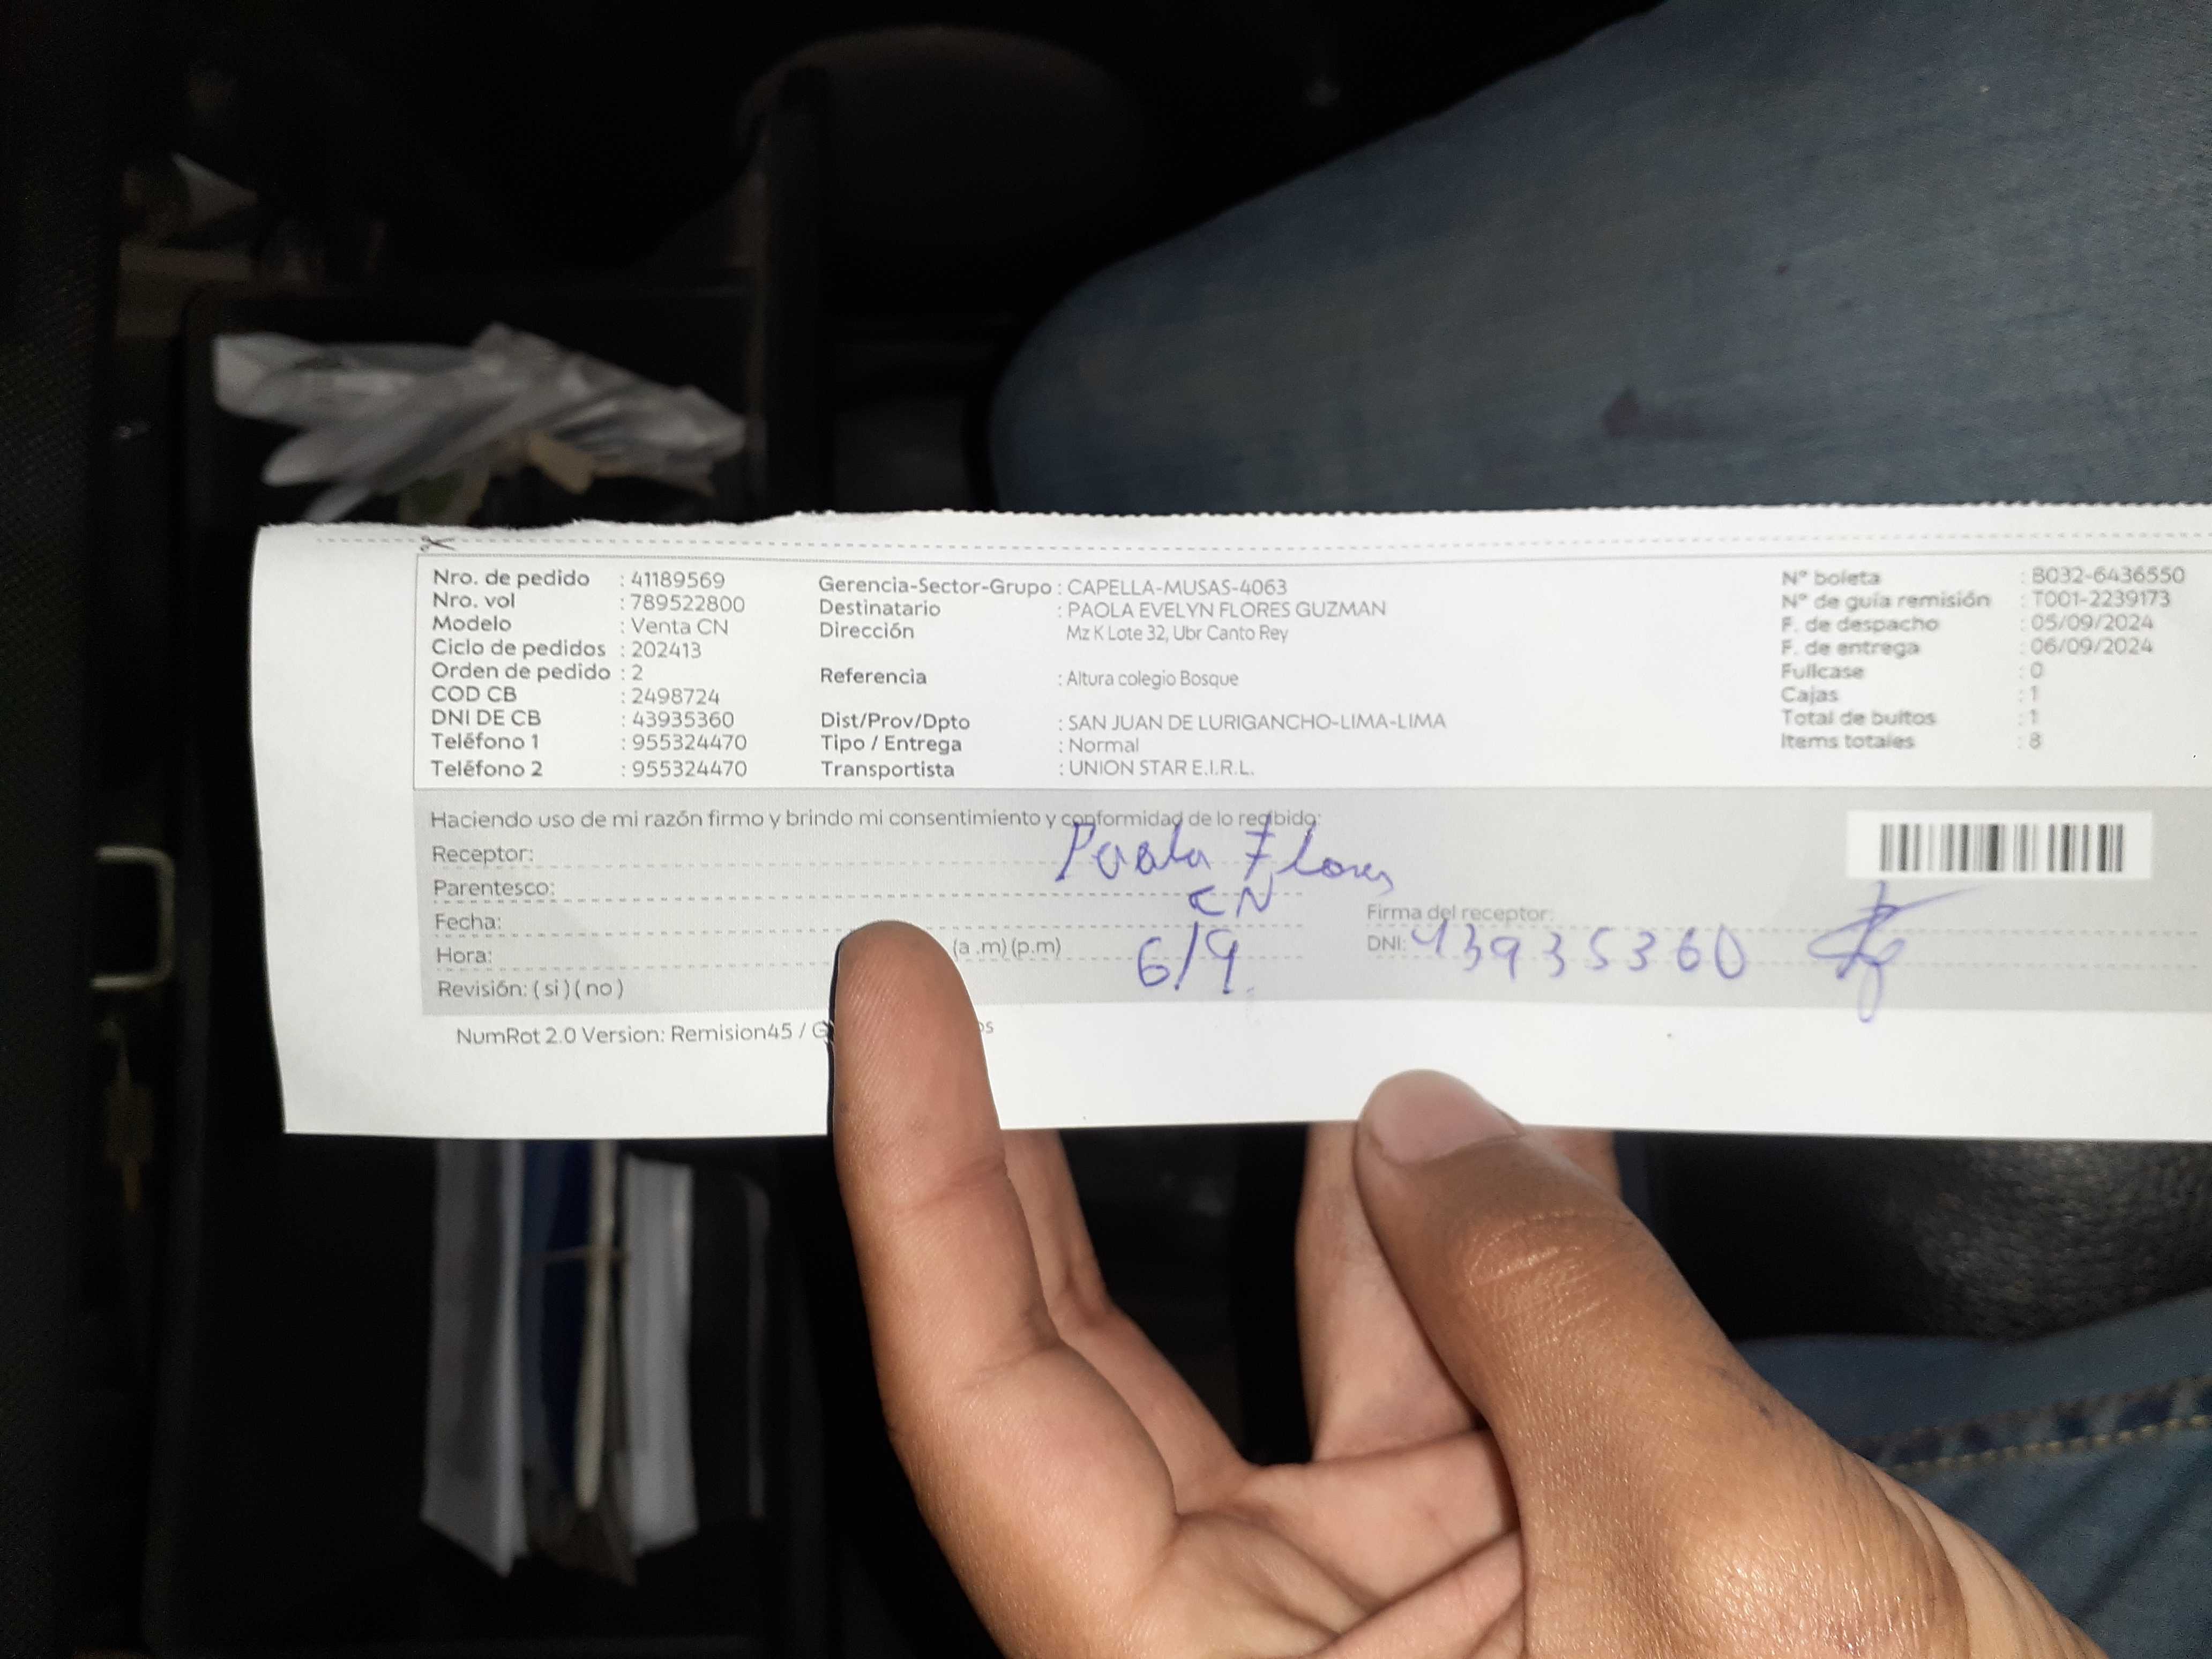 Nro. de pedido : 41189569
Nro. vol : 789522800
Modelo : Venta CN
Ciclo de pedidos : 202413
Orden de pedido : 2
COD CB : 2498724
DNI DE CB : 43935360
Teléfono 1 : 955324470
Teléfono 2 : 955324470
Gerencia-Sector-Grupo : CAPELLA-MUSAS-4063
Destinatario : PAOLA EVELYN FLORES GUZMAN
Dirección Mz K Lote 32, Ubr Canto Rey
Referencia : Altura colegio Bosque
Dist/Prov/Dpto : SAN JUAN DE LURIGANCHO-LIMA-LIMA
Tipo / Entrega : Normal
Transportista : UNION STAR E.I.R.L.
N° boleta : B032-6436550
N° de guía remisión : T001-2239173
F. de despacho : 05/09/2024
F. de entrega : 06/09/2024
Fullcase : 0
Cajas : 1
Total de bultos : 1
Items totales : 8
Haciendo uso de mi razón firmo y brindo mi consentimiento y conformidad de lo recibido:
Receptor: Paola Flores
Parentesco: CN
Fecha:
Hora: (a .m) (p.m) 6/9
Revisión: ( si ) ( no )
Firma del receptor:
DNI: 43935360
NumRot 2.0 Version: Remision45 / G